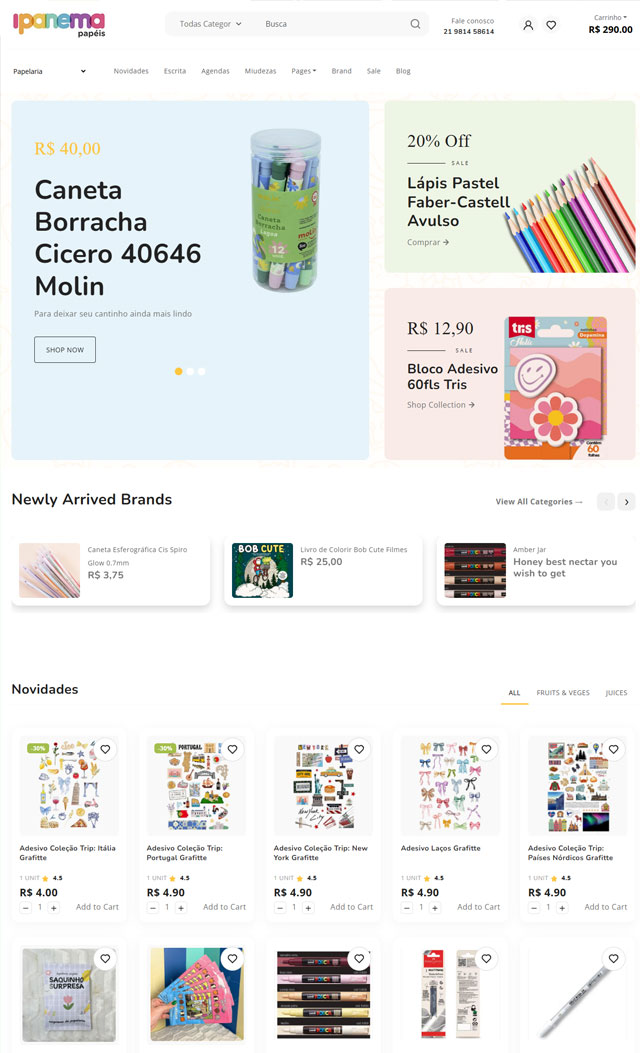 ipanema
papéis
Todas Categor
Busca
Fale conosco
21 9814 58614
Carrinho
R$ 290.00
Papelaria
Novidades
Escrita
Agendas
Miudezas
Pages
Brand
Sale
Blog
R$ 40,00
Caneta
Borracha
Cicero 40646
Molin
Para deixar seu cantinho ainda mais lindo
SHOP NOW
Caneta
Borracha
molin
12
20% Off
SALE
Lápis Pastel
Faber-Castell
Avulso
Comprar →
R$ 12,90
SALE
Bloco Adesivo
60fls Tris
Shop Collection →
tris
60
folhas
Newly Arrived Brands
View All Categories →
Caneta Esferográfica Cis Spiro
Glow 0.7mm
R$ 3,75
BOB CUTE
Livro de Colorir Bob Cute Filmes
R$ 25,00
Amber Jar
Honey best nectar you
wish to get
Novidades
ALL
FRUITS & VEGES
JUICES
-30%
Adesivo Coleção Trip: Itália
Grafitte
1 UNIT 4.5
R$ 4.00
− 1 + Add to Cart
-30%
PORTUGAL
Adesivo Coleção Trip:
Portugal Grafitte
1 UNIT 4.5
R$ 4.90
− 1 + Add to Cart
Adesivo Coleção Trip: New
York Grafitte
1 UNIT 4.5
R$ 4.90
− 1 + Add to Cart
Adesivo Laços Grafitte
1 UNIT 4.5
R$ 4.90
− 1 + Add to Cart
Adesivo Coleção Trip:
Países Nórdicos Grafitte
1 UNIT 4.5
R$ 4.90
− 1 + Add to Cart
SAQUINHO
SURPRESA
POSCA
POSCA
POSCA
POSCA